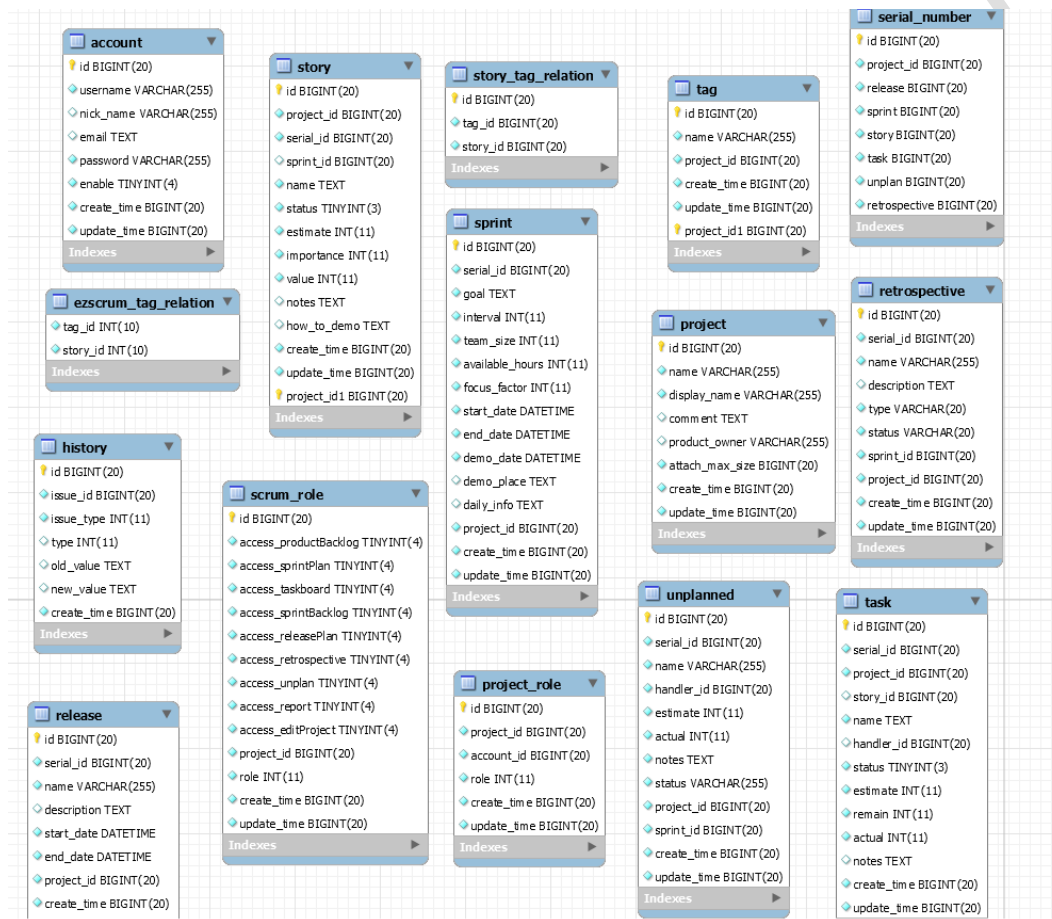 account
id BIGINT(20)
username VARCHAR(255)
nick_name VARCHAR(255)
email TEXT
password VARCHAR(255)
enable TINYINT(4)
create_time BIGINT(20)
update_time BIGINT(20)
Indexes
ezscrum_tag_relation
tag_id INT(10)
story_id INT(10)
Indexes
history
id BIGINT(20)
issue_id BIGINT(20)
issue_type INT(11)
type INT(11)
old_value TEXT
new_value TEXT
create_time BIGINT(20)
Indexes
release
id BIGINT(20)
serial_id BIGINT(20)
name VARCHAR(255)
description TEXT
start_date DATETIME
end_date DATETIME
project_id BIGINT(20)
create_time BIGINT(20)
story
id BIGINT(20)
project_id BIGINT(20)
serial_id BIGINT(20)
sprint_id BIGINT(20)
name TEXT
status TINYINT(3)
estimate INT(11)
importance INT(11)
value INT(11)
notes TEXT
how_to_demo TEXT
create_time BIGINT(20)
update_time BIGINT(20)
project_id1 BIGINT(20)
Indexes
scrum_role
id BIGINT(20)
access_productBacklog TINYINT(4)
access_sprintPlan TINYINT(4)
access_taskboard TINYINT(4)
access_sprintBacklog TINYINT(4)
access_releasePlan TINYINT(4)
access_retrospective TINYINT(4)
access_unplan TINYINT(4)
access_report TINYINT(4)
access_editProject TINYINT(4)
project_id BIGINT(20)
role INT(11)
create_time BIGINT(20)
update_time BIGINT(20)
Indexes
story_tag_relation
id BIGINT(20)
tag_id BIGINT(20)
story_id BIGINT(20)
Indexes
sprint
id BIGINT(20)
serial_id BIGINT(20)
goal TEXT
interval INT(11)
team_size INT(11)
available_hours INT(11)
focus_factor INT(11)
start_date DATETIME
end_date DATETIME
demo_date DATETIME
demo_place TEXT
daily_info TEXT
project_id BIGINT(20)
create_time BIGINT(20)
update_time BIGINT(20)
Indexes
project_role
id BIGINT(20)
project_id BIGINT(20)
account_id BIGINT(20)
role INT(11)
create_time BIGINT(20)
update_time BIGINT(20)
Indexes
tag
id BIGINT(20)
name VARCHAR(255)
project_id BIGINT(20)
create_time BIGINT(20)
update_time BIGINT(20)
project_id1 BIGINT(20)
Indexes
project
id BIGINT(20)
name VARCHAR(255)
display_name VARCHAR(255)
comment TEXT
product_owner VARCHAR(255)
attach_max_size BIGINT(20)
create_time BIGINT(20)
update_time BIGINT(20)
Indexes
unplanned
id BIGINT(20)
serial_id BIGINT(20)
name VARCHAR(255)
handler_id BIGINT(20)
estimate INT(11)
actual INT(11)
notes TEXT
status VARCHAR(255)
project_id BIGINT(20)
sprint_id BIGINT(20)
create_time BIGINT(20)
update_time BIGINT(20)
Indexes
serial_number
id BIGINT(20)
project_id BIGINT(20)
release BIGINT(20)
sprint BIGINT(20)
story BIGINT(20)
task BIGINT(20)
unplan BIGINT(20)
retrospective BIGINT(20)
Indexes
retrospective
id BIGINT(20)
serial_id BIGINT(20)
name VARCHAR(255)
description TEXT
type VARCHAR(20)
status VARCHAR(20)
sprint_id BIGINT(20)
project_id BIGINT(20)
create_time BIGINT(20)
update_time BIGINT(20)
Indexes
task
id BIGINT(20)
serial_id BIGINT(20)
project_id BIGINT(20)
story_id BIGINT(20)
name TEXT
handler_id BIGINT(20)
status TINYINT(3)
estimate INT(11)
remain INT(11)
actual INT(11)
notes TEXT
create_time BIGINT(20)
update_time BIGINT(20)